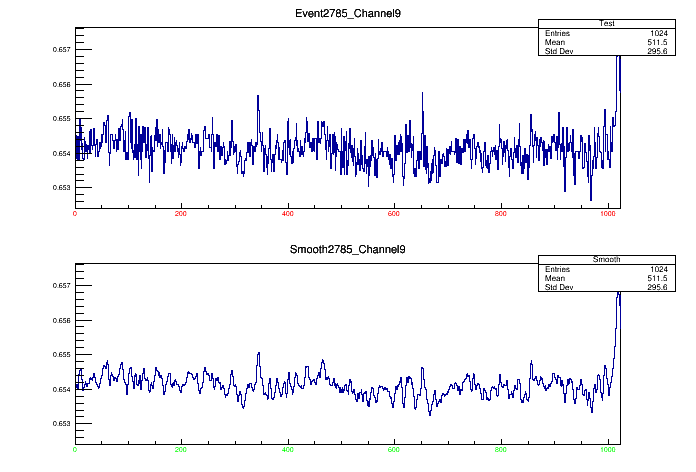 Event2785_Channel9
Test
Entries 1024
Mean 511.5
Std Dev 295.6
0.657
0.656
0.655
0.654
0.653
0 200 400 600 800 1000
Smooth2785_Channel9
Smooth
Entries 1024
Mean 511.5
Std Dev 295.6
0.657
0.656
0.655
0.654
0.653
0 200 400 600 800 1000